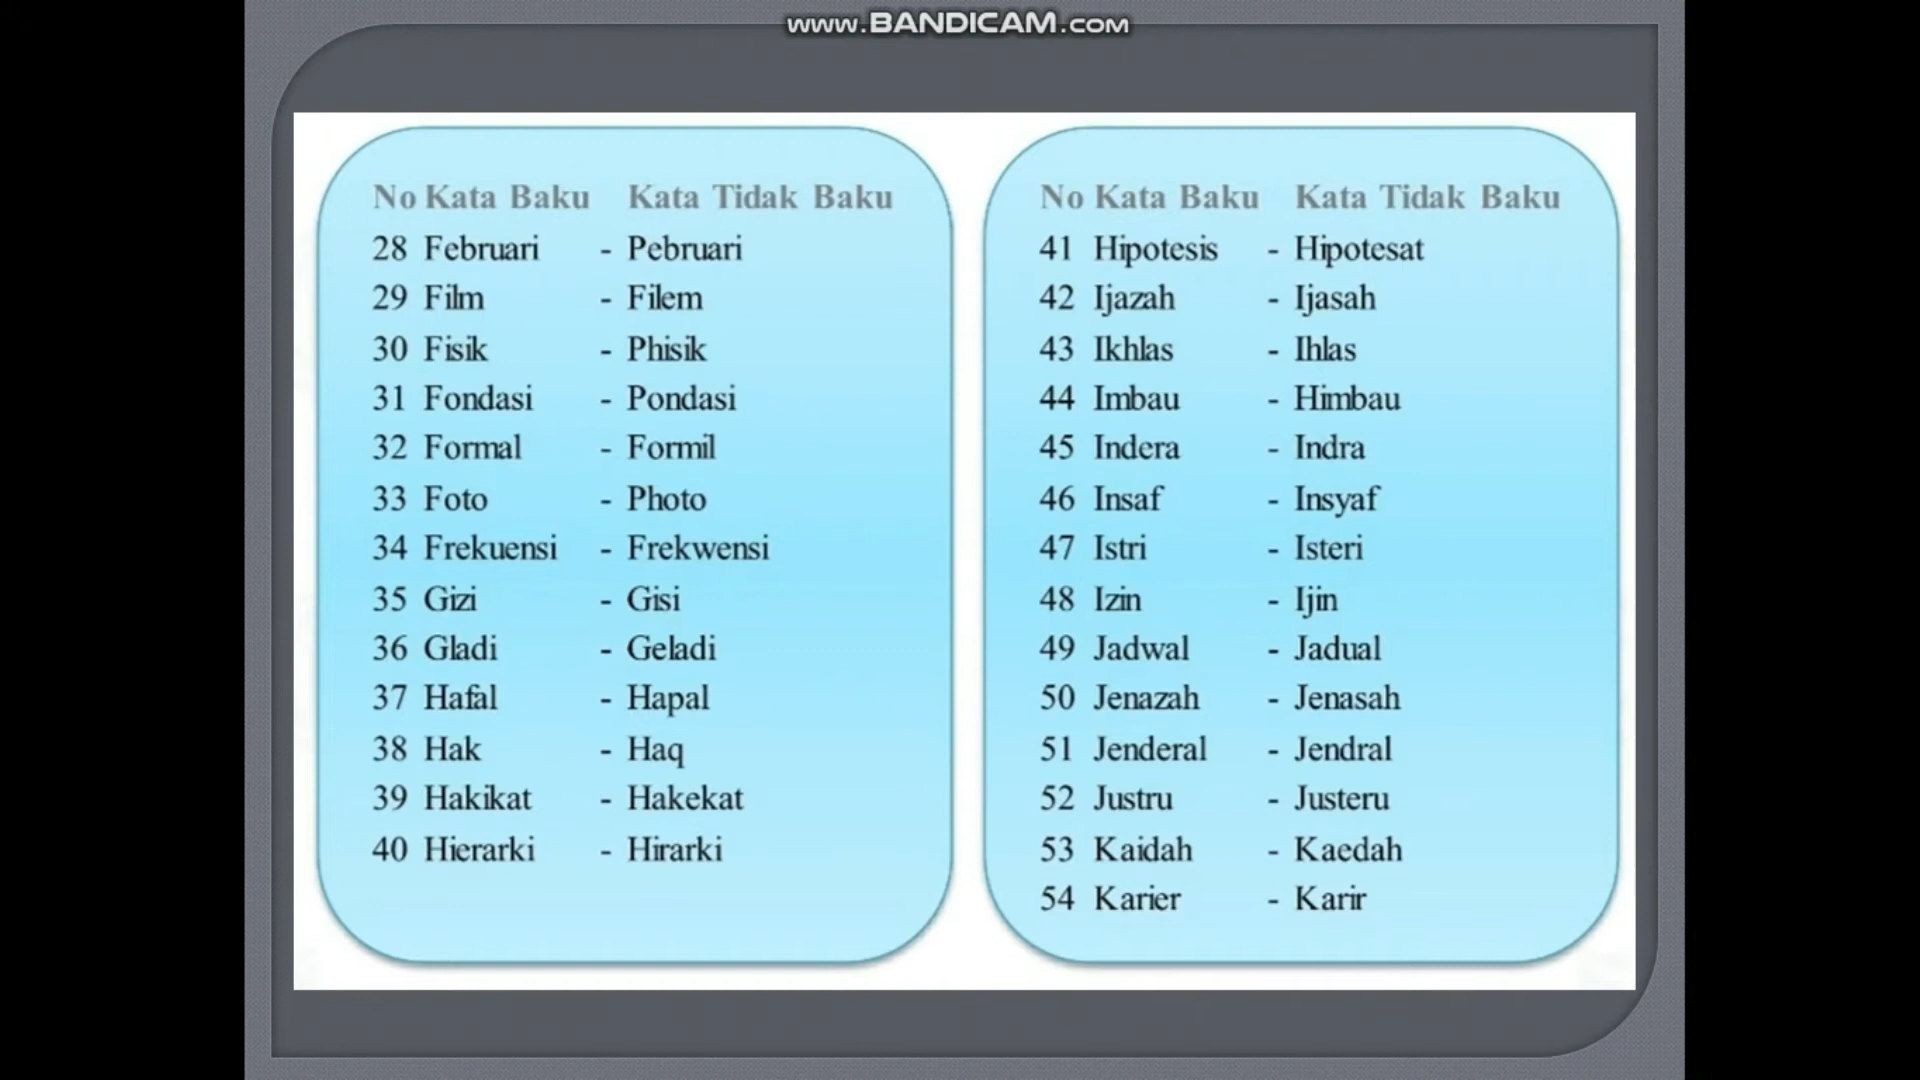 www.BANDICAM.com
No Kata Baku Kata Tidak Baku
28 Februari - Pebruari
29 Film - Filem
30 Fisik - Phisik
31 Fondasi - Pondasi
32 Formal - Formil
33 Foto - Photo
34 Frekuensi - Frekwensi
35 Gizi - Gisi
36 Gladi - Geladi
37 Hafal - Hapal
38 Hak - Haq
39 Hakikat - Hakekat
40 Hierarki - Hirarki
No Kata Baku Kata Tidak Baku
41 Hipotesis - Hipotesat
42 Ijazah - Ijasah
43 Ikhlas - Ihlas
44 Imbau - Himbau
45 Indera - Indra
46 Insaf - Insyaf
47 Istri - Isteri
48 Izin - Ijin
49 Jadwal - Jadual
50 Jenazah - Jenasah
51 Jenderal - Jendral
52 Justru - Justeru
53 Kaidah - Kaedah
54 Karier - Karir